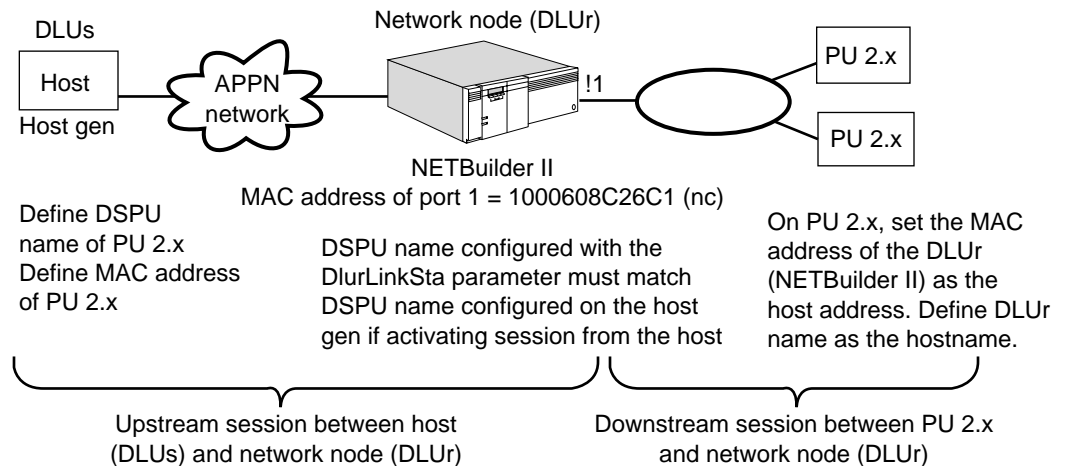 Network node (DLUr)
DLUs
Host
Host gen
APPN
network
!1
PU 2.x
PU 2.x
NETBuilder II
MAC address of port 1 = 1000608C26C1 (nc)
Define DSPU
name of PU 2.x
Define MAC address
of PU 2.x
DSPU name configured with the
DlurLinkSta parameter must match
DSPU name configured on the host
gen if activating session from the host
On PU 2.x, set the MAC
address of the DLUr
(NETBuilder II) as the
host address. Define DLUr
name as the hostname.
Upstream session between host
(DLUs) and network node (DLUr)
Downstream session between PU 2.x
and network node (DLUr)